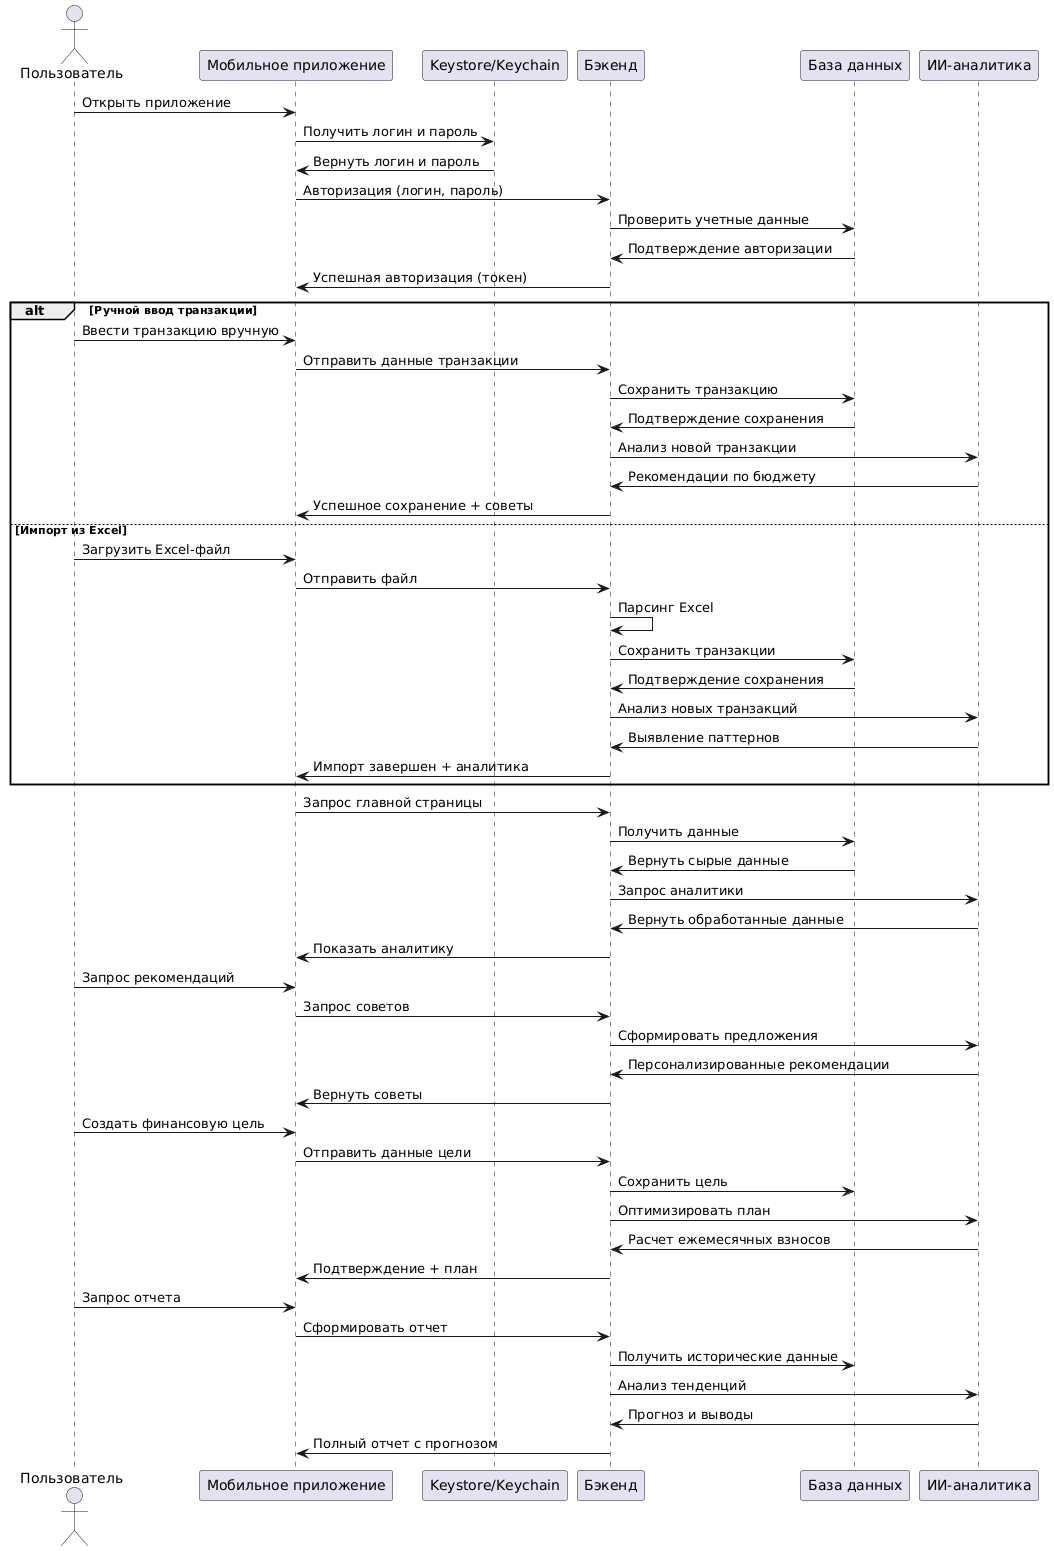 Пользователь
Мобильное приложение
Keystore/Keychain
Бэкенд
База данных
ИИ-аналитика
Открыть приложение
Получить логин и пароль
Вернуть логин и пароль
Авторизация (логин, пароль)
Проверить учетные данные
Подтверждение авторизации
Успешная авторизация (токен)
alt
[Ручной ввод транзакции]
Ввести транзакцию вручную
Отправить данные транзакции
Сохранить транзакцию
Подтверждение сохранения
Анализ новой транзакции
Рекомендации по бюджету
Успешное сохранение + советы
[Импорт из Excel]
Загрузить Excel-файл
Отправить файл
Парсинг Excel
Сохранить транзакции
Подтверждение сохранения
Анализ новых транзакций
Выявление паттернов
Импорт завершен + аналитика
Запрос главной страницы
Получить данные
Вернуть сырые данные
Запрос аналитики
Вернуть обработанные данные
Показать аналитику
Запрос рекомендаций
Запрос советов
Сформировать предложения
Персонализированные рекомендации
Вернуть советы
Создать финансовую цель
Отправить данные цели
Сохранить цель
Оптимизировать план
Расчет ежемесячных взносов
Подтверждение + план
Запрос отчета
Сформировать отчет
Получить исторические данные
Анализ тенденций
Прогноз и выводы
Полный отчет с прогнозом
Пользователь
Мобильное приложение
Keystore/Keychain
Бэкенд
База данных
ИИ-аналитика